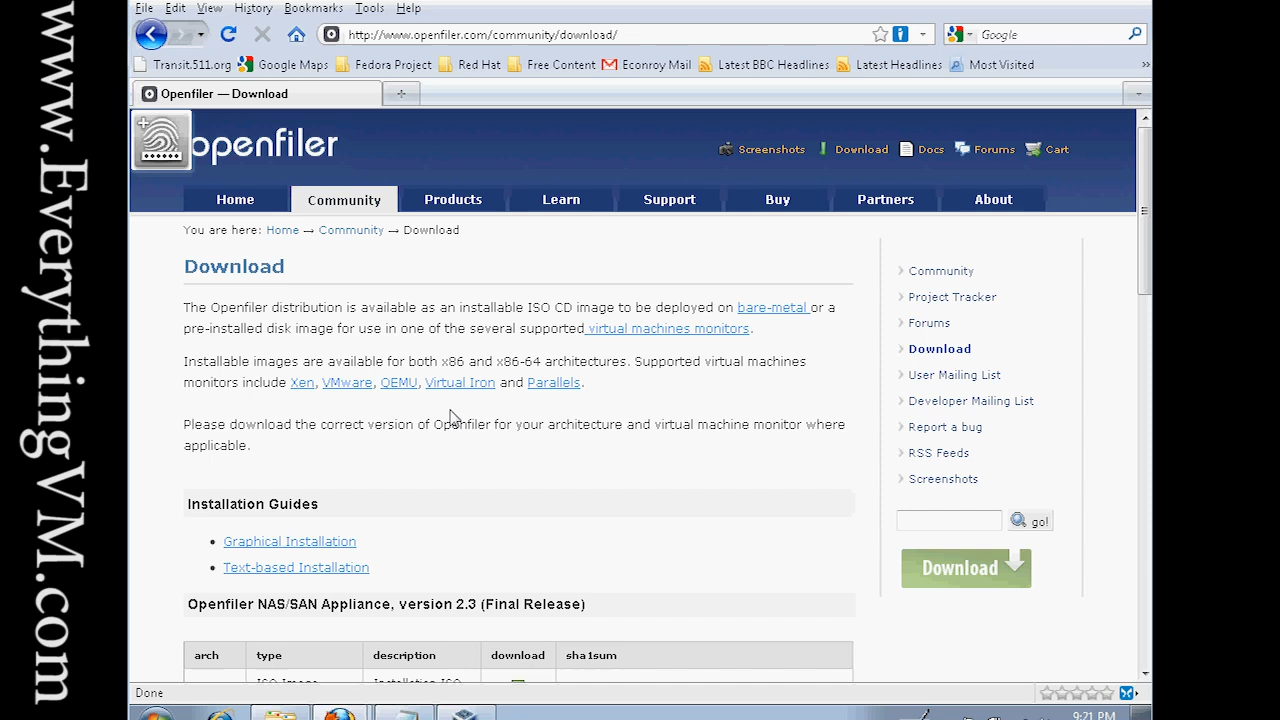 www.EverythingVM.com
File Edit View History Bookmarks Tools Help
http://www.openfiler.com/community/download/
Google
Transit.511.org Google Maps Fedora Project Red Hat Free Content Econroy Mail Latest BBC Headlines Latest Headlines Most Visited »
Openfiler — Download
openfiler
Screenshots Download Docs Forums Cart
Home Community Products Learn Support Buy Partners About
You are here: Home → Community → Download
Download
The Openfiler distribution is available as an installable ISO CD image to be deployed on bare-metal or a
pre-installed disk image for use in one of the several supported virtual machines monitors.
Installable images are available for both x86 and x86-64 architectures. Supported virtual machines
monitors include Xen, VMware, QEMU, Virtual Iron and Parallels.
Please download the correct version of Openfiler for your architecture and virtual machine monitor where
applicable.
Installation Guides
• Graphical Installation
• Text-based Installation
Openfiler NAS/SAN Appliance, version 2.3 (Final Release)
arch type description download sha1sum
ISO Image Installation ISO
Community
Project Tracker
Forums
Download
User Mailing List
Developer Mailing List
Report a bug
RSS Feeds
Screenshots
go!
Download
Done
9:21 PM